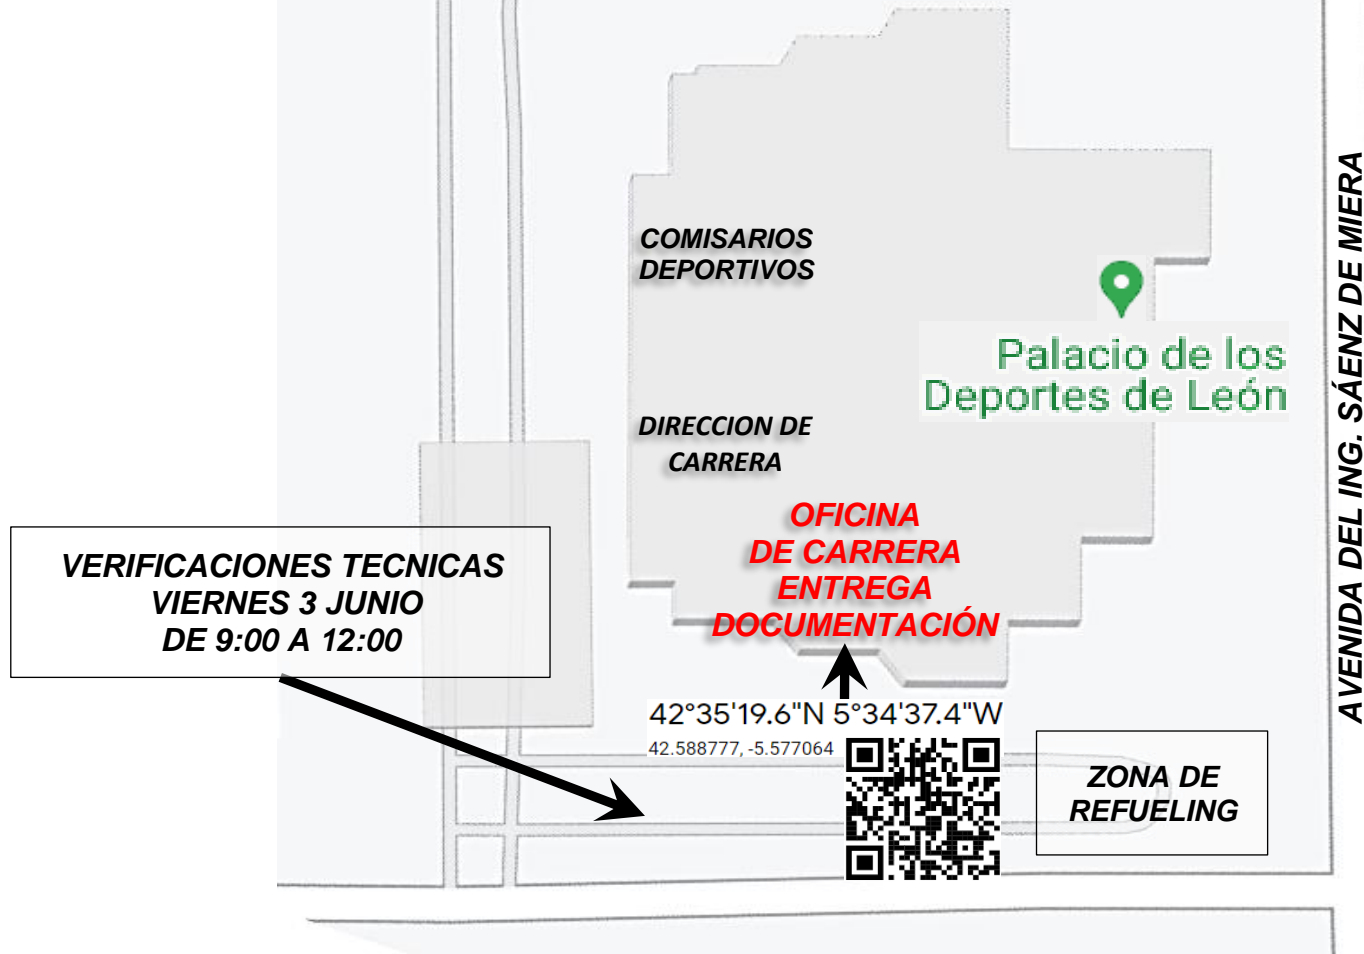 COMISARIOS
DEPORTIVOS
Palacio de los
Deportes de León
AVENIDA DEL ING. SÁENZ DE MIERA
DIRECCION DE
CARRERA
OFICINA
DE CARRERA
ENTREGA
DOCUMENTACIÓN
VERIFICACIONES TECNICAS
VIERNES 3 JUNIO
DE 9:00 A 12:00
42°35'19.6"N 5°34'37.4"W
42.588777, -5.577064
ZONA DE
REFUELING